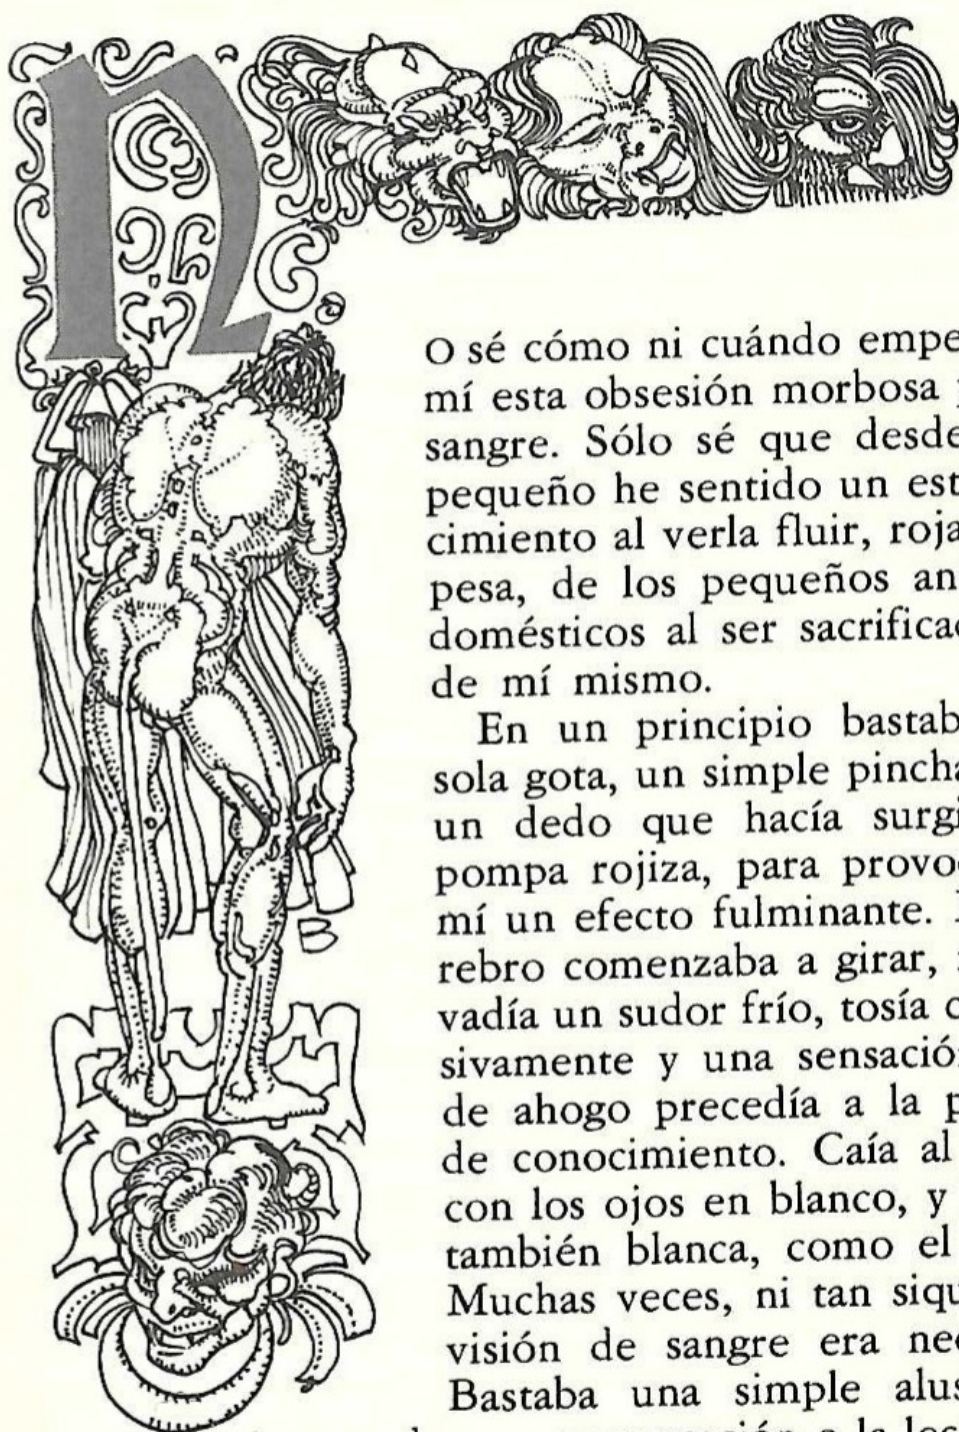 NO sé cómo ni cuándo empe
mí esta obsesión morbosa
sangre. Sólo sé que desde
pequeño he sentido un est
cimiento al verla fluir, roja
pesa, de los pequeños an
domésticos al ser sacrificad
de mí mismo.
En un principio bastab
sola gota, un simple pincha
un dedo que hacía surgi
pompa rojiza, para provo
mí un efecto fulminante.
rebro comenzaba a girar,
vadía un sudor frío, tosía c
sivamente y una sensación
de ahogo precedía a la p
de conocimiento. Caía al
con los ojos en blanco, y
también blanca, como el
Muchas veces, ni tan siqu
visión de sangre era nec
Bastaba una simple alus
B